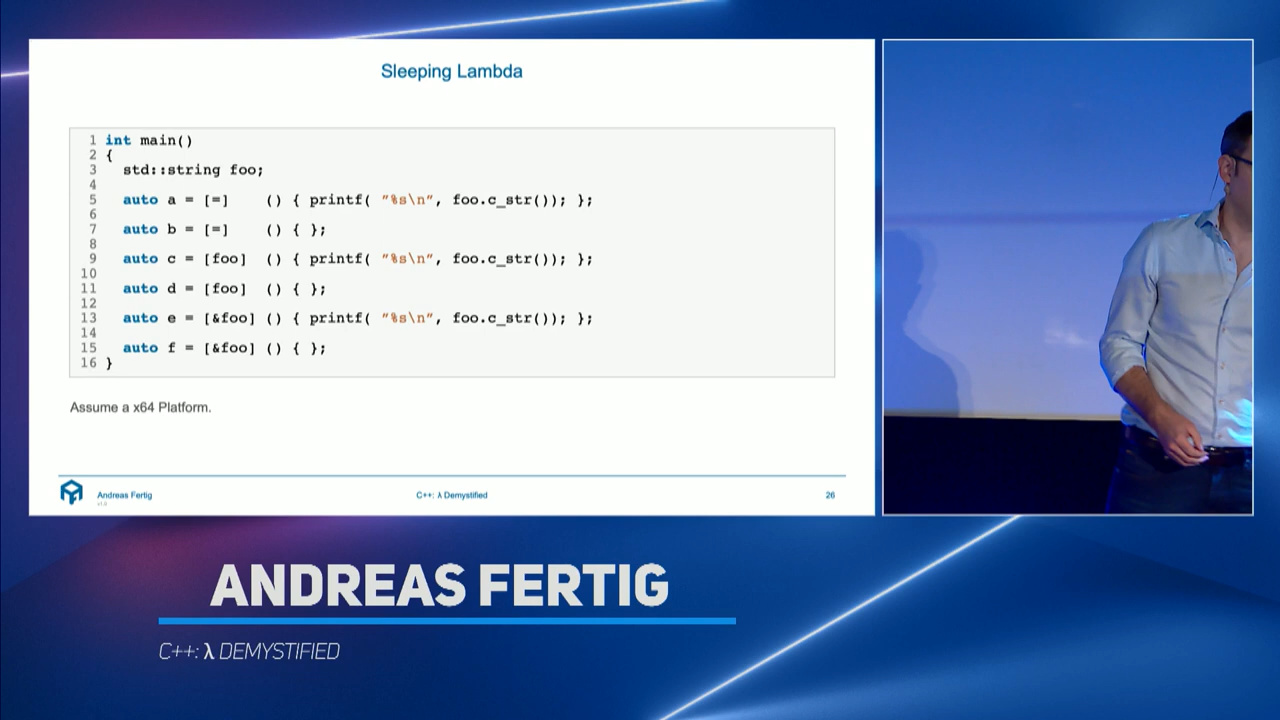 Sleeping Lambda
1 int main()
2 {
3 std::string foo;
4
5 auto a = [=] () { printf( "%s\n", foo.c_str()); };
6
7 auto b = [=] () { };
8
9 auto c = [foo] () { printf( "%s\n", foo.c_str()); };
10
11 auto d = [foo] () { };
12
13 auto e = [&foo] () { printf( "%s\n", foo.c_str()); };
14
15 auto f = [&foo] () { };
16 }
Assume a x64 Platform.
Andreas Fertig
v1.0
C++: λ Demystified
26
ANDREAS FERTIG
C++: λ DEMYSTIFIED